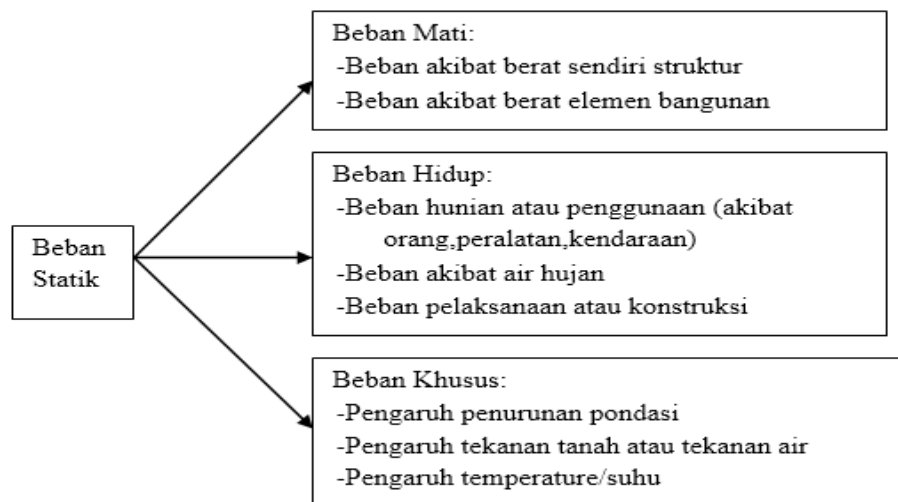 Beban Mati:
-Beban akibat berat sendiri struktur
-Beban akibat berat elemen bangunan
Beban Hidup:
-Beban hunian atau penggunaan (akibat
orang,peralatan,kendaraan)
-Beban akibat air hujan
-Beban pelaksanaan atau konstruksi
Beban
Statik
Beban Khusus:
-Pengaruh penurunan pondasi
-Pengaruh tekanan tanah atau tekanan air
-Pengaruh temperature/suhu